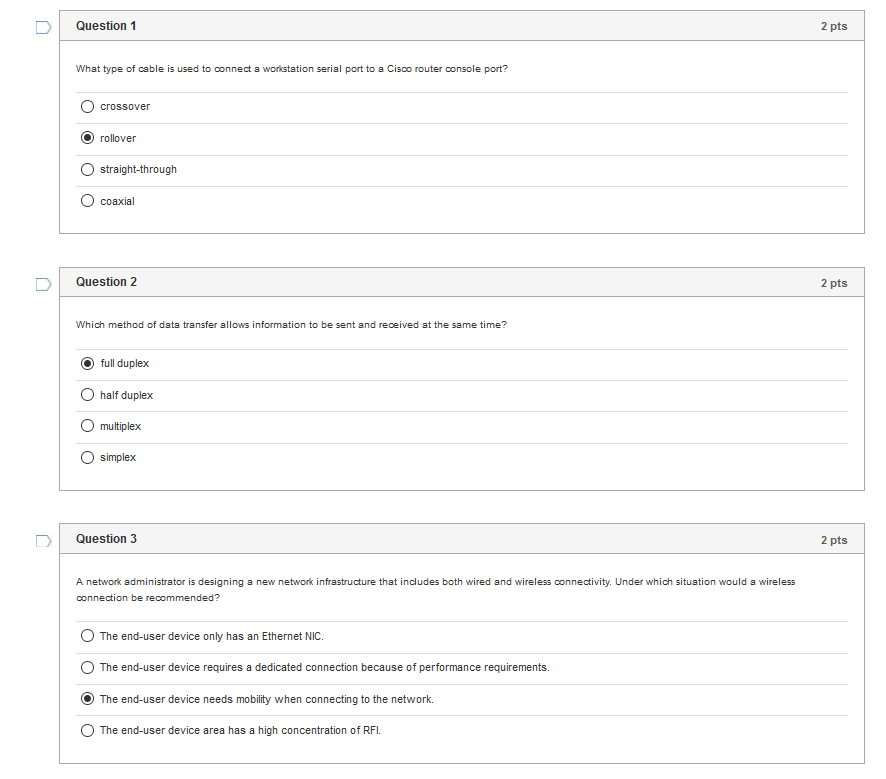 Question 1
2 pts
What type of cable is used to connect a workstation serial port to a Cisco router console port?
crossover
rollover
straight-through
coaxial
Question 2
2 pts
Which method of data transfer allows information to be sent and received at the same time?
full duplex
half duplex
multiplex
simplex
Question 3
2 pts
A network administrator is designing a new network infrastructure that includes both wired and wireless connectivity. Under which situation would a wireless
connection be recommended?
The end-user device only has an Ethernet NIC.
The end-user device requires a dedicated connection because of performance requirements.
The end-user device needs mobility when connecting to the network.
The end-user device area has a high concentration of RFI.